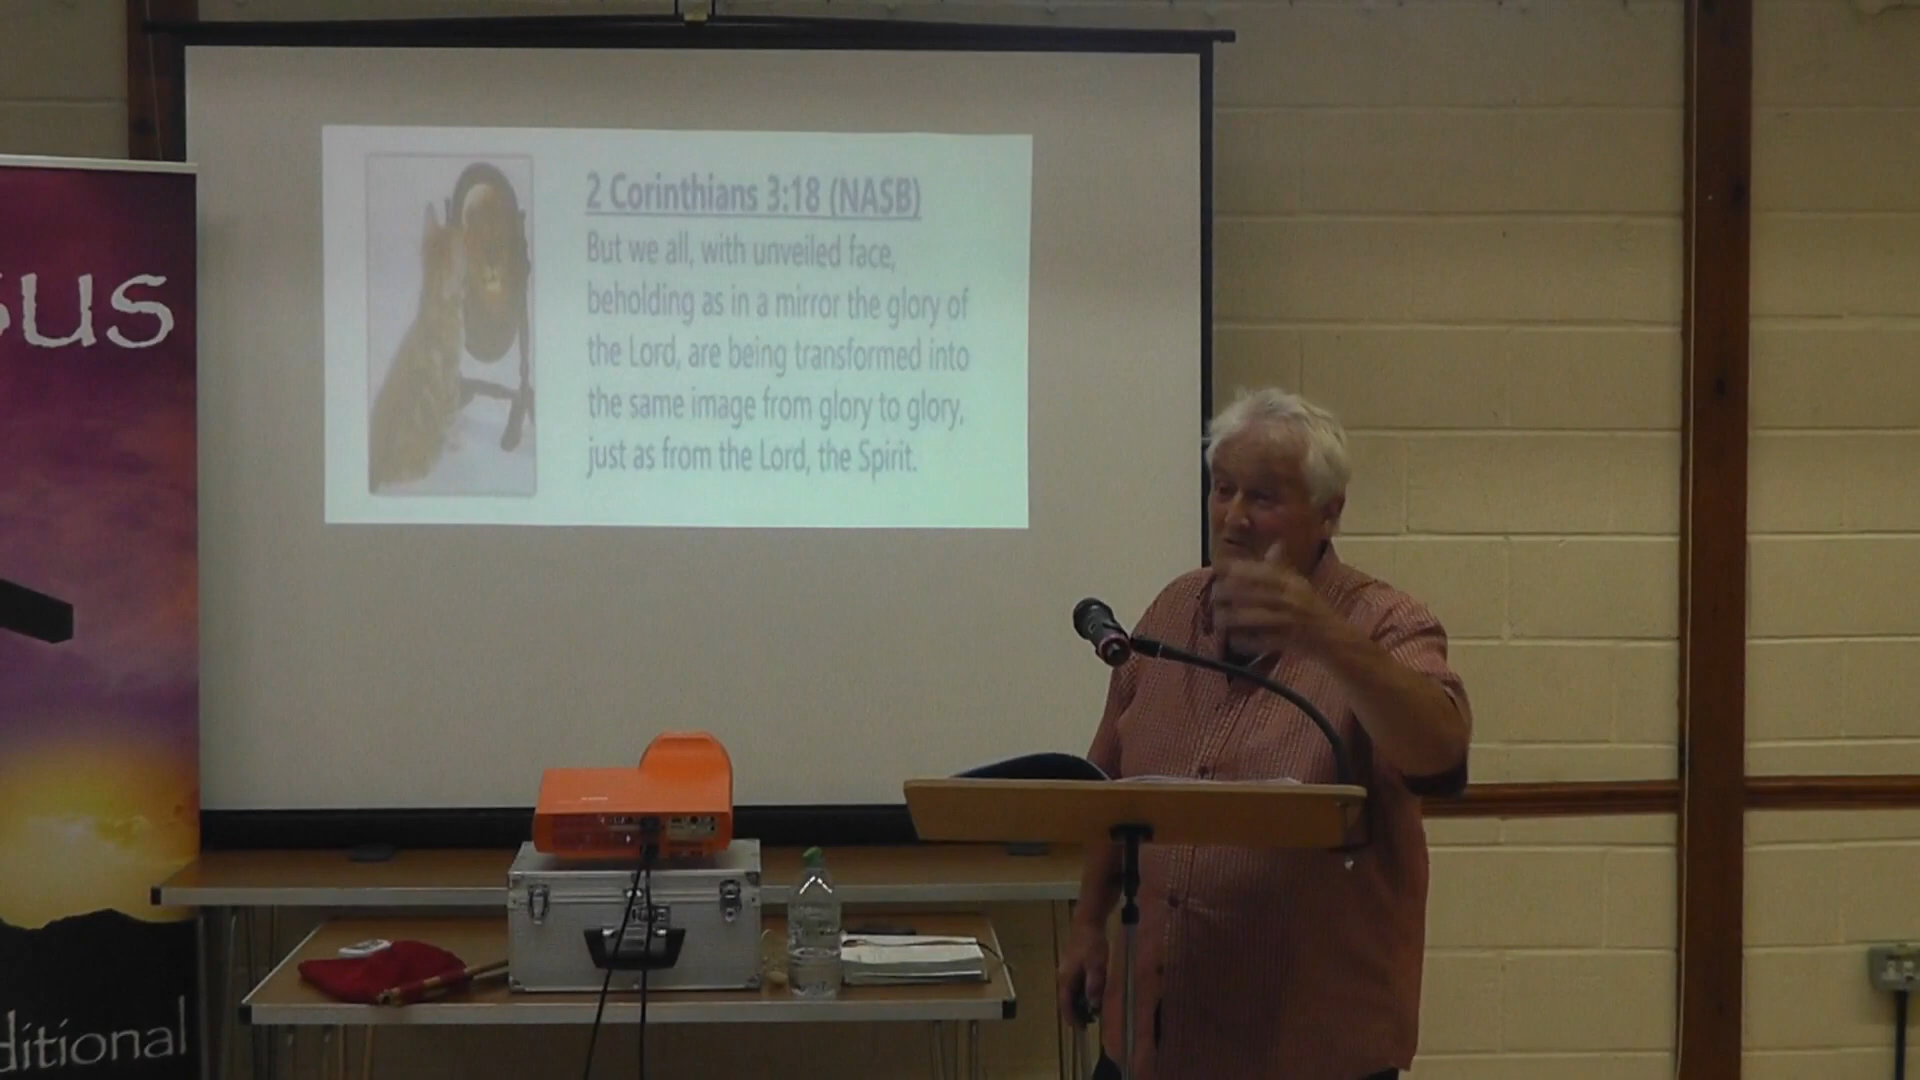 2 Corinthians 3:18 (NASB)
But we all, with unveiled face,
beholding as in a mirror the glory of
the Lord, are being transformed into
the same image from glory to glory,
just as from the Lord, the Spirit.
sus
ditional